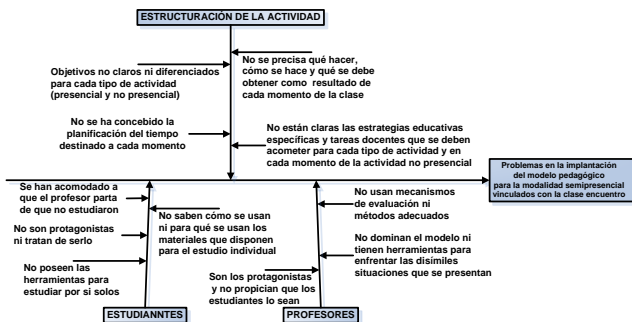 ESTRUCTURACIÓN DE LA ACTIVIDAD
Objetivos no claros ni diferenciados
para cada tipo de actividad
(presencial y no presencial)
No se precisa qué hacer,
cómo se hace y qué se debe
obtener como resultado de
cada momento de la clase
No se ha concebido la
planificación del tiempo
destinado a cada momento
No están claras las estrategias educativas
específicas y tareas docentes que se deben
acometer para cada tipo de actividad y en
cada momento de la actividad no presencial
Problemas en la implantación
del modelo pedagógico
para la modalidad semipresencial
vinculados con la clase encuentro
Se han acomodado a
que el profesor parta
de que no estudiaron
No saben cómo se usan
ni para qué se usan los
materiales que disponen
para el estudio individual
No son protagonistas
ni tratan de serlo
No poseen las
herramientas para
estudiar por si solos
ESTUDIANNTES
No usan mecanismos
de evaluación ni
métodos adecuados
No dominan el modelo ni
tienen herramientas para
enfrentar las disímiles
situaciones que se presentan
Son los protagonistas
y no propician que los
estudiantes lo sean
PROFESORES